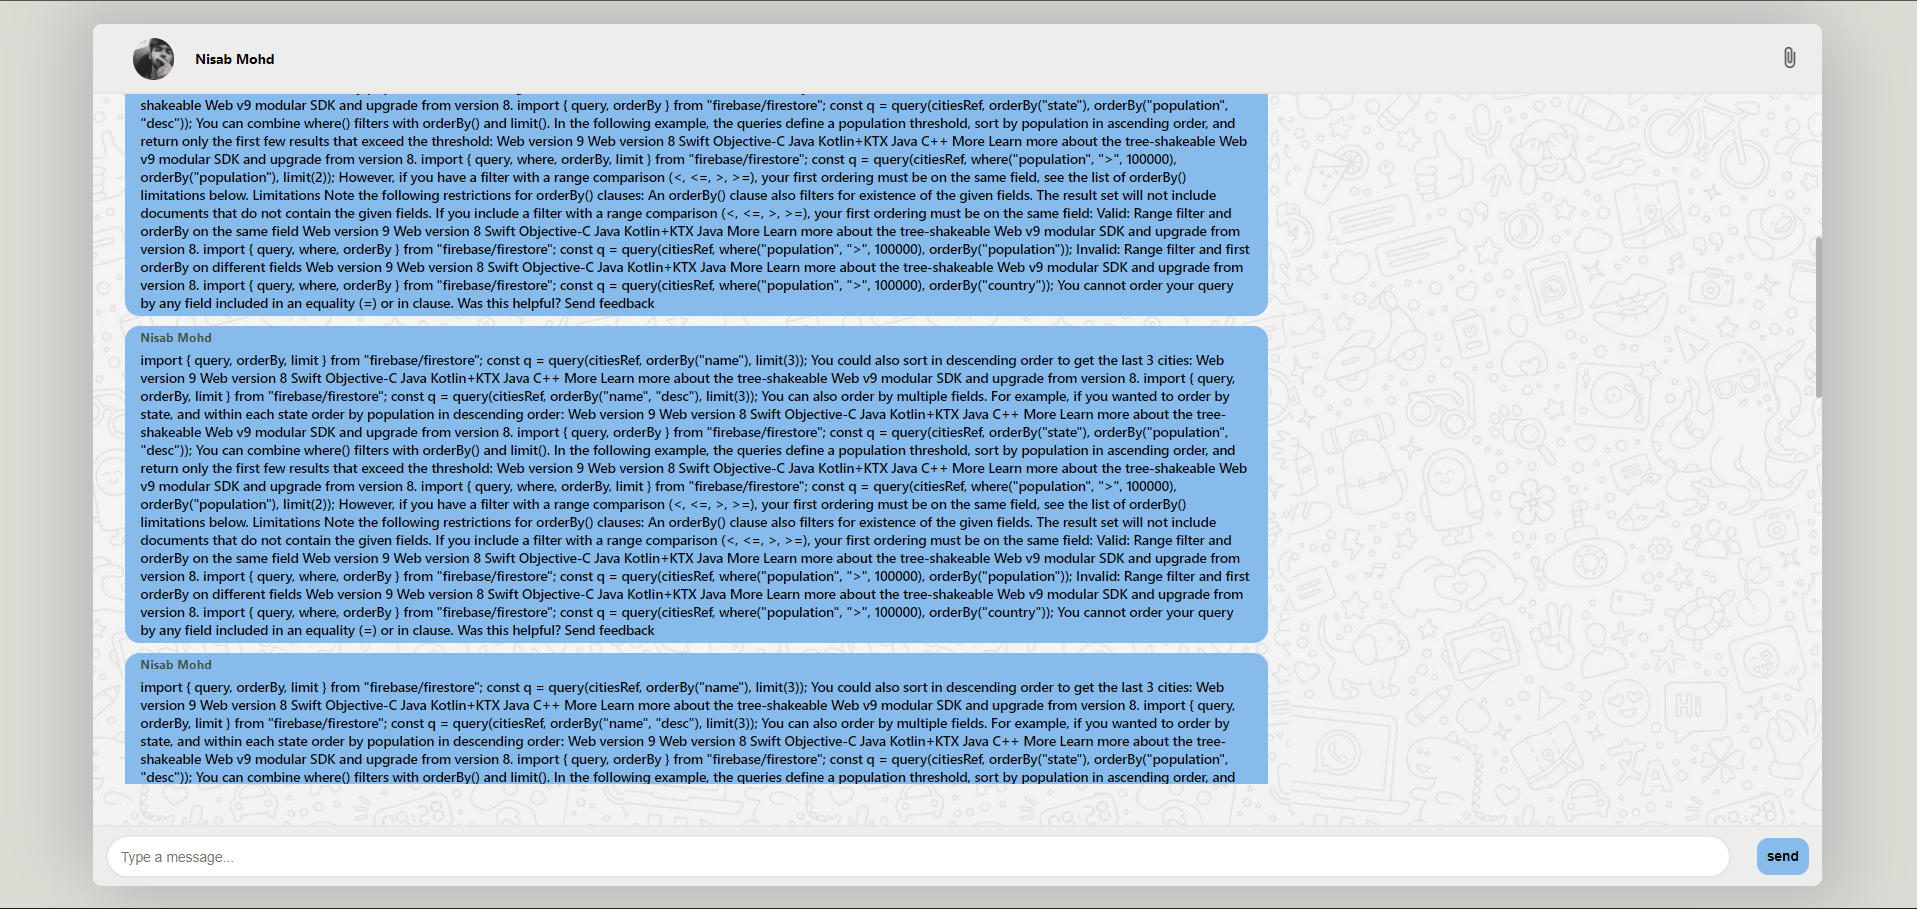 Nisab Mohd
shakeable Web v9 modular SDK and upgrade from version 8. import { query, orderBy } from "firebase/firestore"; const q = query(citiesRef, orderBy("state"), orderBy("population",
"desc")); You can combine where() filters with orderBy() and limit(). In the following example, the queries define a population threshold, sort by population in ascending order, and
return only the first few results that exceed the threshold: Web version 9 Web version 8 Swift Objective-C Java Kotlin+KTX Java C++ More Learn more about the tree-shakeable Web
v9 modular SDK and upgrade from version 8. import { query, where, orderBy, limit } from "firebase/firestore"; const q = query(citiesRef, where("population", ">", 100000),
orderBy("population"), limit(2)); However, if you have a filter with a range comparison (<, <=, >, >=), your first ordering must be on the same field, see the list of orderBy()
limitations below. Limitations Note the following restrictions for orderBy() clauses: An orderBy() clause also filters for existence of the given fields. The result set will not include
documents that do not contain the given fields. If you include a filter with a range comparison (<, <=, >, >=), your first ordering must be on the same field: Valid: Range filter and
orderBy on the same field Web version 9 Web version 8 Swift Objective-C Java Kotlin+KTX Java More Learn more about the tree-shakeable Web v9 modular SDK and upgrade from
version 8. import { query, where, orderBy } from "firebase/firestore"; const q = query(citiesRef, where("population", ">", 100000), orderBy("population")); Invalid: Range filter and first
orderBy on different fields Web version 9 Web version 8 Swift Objective-C Java Kotlin+KTX Java More Learn more about the tree-shakeable Web v9 modular SDK and upgrade from
version 8. import { query, where, orderBy } from "firebase/firestore"; const q = query(citiesRef, where("population", ">", 100000), orderBy("country")); You cannot order your query
by any field included in an equality (=) or in clause. Was this helpful? Send feedback
Nisab Mohd
import { query, orderBy, limit } from "firebase/firestore"; const q = query(citiesRef, orderBy("name"), limit(3)); You could also sort in descending order to get the last 3 cities: Web
version 9 Web version 8 Swift Objective-C Java Kotlin+KTX Java C++ More Learn more about the tree-shakeable Web v9 modular SDK and upgrade from version 8. import { query,
orderBy, limit } from "firebase/firestore"; const q = query(citiesRef, orderBy("name", "desc"), limit(3)); You can also order by multiple fields. For example, if you wanted to order by
state, and within each state order by population in descending order: Web version 9 Web version 8 Swift Objective-C Java Kotlin+KTX Java C++ More Learn more about the tree-
shakeable Web v9 modular SDK and upgrade from version 8. import { query, orderBy } from "firebase/firestore"; const q = query(citiesRef, orderBy("state"), orderBy("population",
"desc")); You can combine where() filters with orderBy() and limit(). In the following example, the queries define a population threshold, sort by population in ascending order, and
return only the first few results that exceed the threshold: Web version 9 Web version 8 Swift Objective-C Java Kotlin+KTX Java C++ More Learn more about the tree-shakeable Web
v9 modular SDK and upgrade from version 8. import { query, where, orderBy, limit } from "firebase/firestore"; const q = query(citiesRef, where("population", ">", 100000),
orderBy("population"), limit(2)); However, if you have a filter with a range comparison (<, <=, >, >=), your first ordering must be on the same field, see the list of orderBy()
limitations below. Limitations Note the following restrictions for orderBy() clauses: An orderBy() clause also filters for existence of the given fields. The result set will not include
documents that do not contain the given fields. If you include a filter with a range comparison (<, <=, >, >=), your first ordering must be on the same field: Valid: Range filter and
orderBy on the same field Web version 9 Web version 8 Swift Objective-C Java Kotlin+KTX Java More Learn more about the tree-shakeable Web v9 modular SDK and upgrade from
version 8. import { query, where, orderBy } from "firebase/firestore"; const q = query(citiesRef, where("population", ">", 100000), orderBy("population")); Invalid: Range filter and first
orderBy on different fields Web version 9 Web version 8 Swift Objective-C Java Kotlin+KTX Java More Learn more about the tree-shakeable Web v9 modular SDK and upgrade from
version 8. import { query, where, orderBy } from "firebase/firestore"; const q = query(citiesRef, where("population", ">", 100000), orderBy("country")); You cannot order your query
by any field included in an equality (=) or in clause. Was this helpful? Send feedback
Nisab Mohd
import { query, orderBy, limit } from "firebase/firestore"; const q = query(citiesRef, orderBy("name"), limit(3)); You could also sort in descending order to get the last 3 cities: Web
version 9 Web version 8 Swift Objective-C Java Kotlin+KTX Java C++ More Learn more about the tree-shakeable Web v9 modular SDK and upgrade from version 8. import { query,
orderBy, limit } from "firebase/firestore"; const q = query(citiesRef, orderBy("name", "desc"), limit(3)); You can also order by multiple fields. For example, if you wanted to order by
state, and within each state order by population in descending order: Web version 9 Web version 8 Swift Objective-C Java Kotlin+KTX Java C++ More Learn more about the tree-
shakeable Web v9 modular SDK and upgrade from version 8. import { query, orderBy } from "firebase/firestore"; const q = query(citiesRef, orderBy("state"), orderBy("population",
"desc")); You can combine where() filters with orderBy() and limit(). In the following example, the queries define a population threshold, sort by population in ascending order, and
Hi
09:28
09:28
Type a message...
send